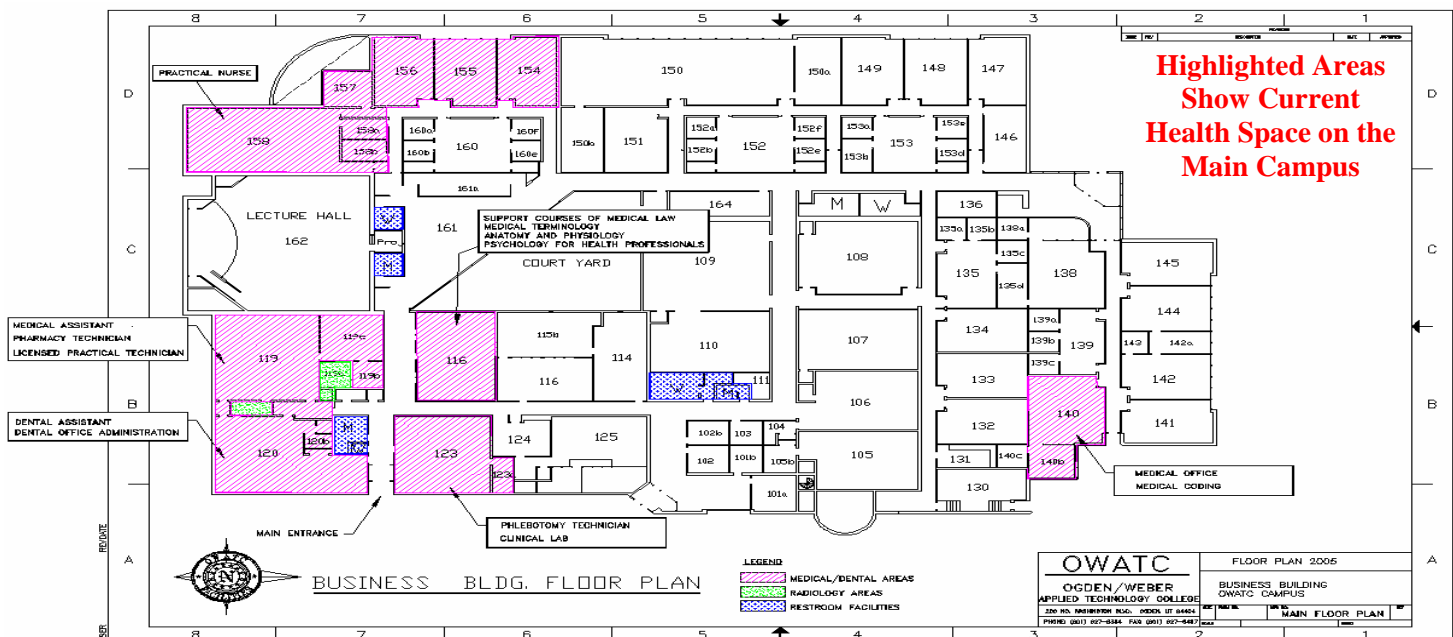 8 7 6 5 4 3 2 1
Highlighted Areas
Show Current
Health Space on the
Main Campus
D
D
C
C
B
B
A
A
PRACTICAL NURSE
157
156
155
154
150
150a
149
148
147
158
158a
158b
160a
160b
160
160f
160e
150b
151
152a
152b
152
152f
152e
153a
153b
153
153e
153d
146
161a
161
LECTURE HALL
162
W
Pro.
M
SUPPORT COURSES OF MEDICAL LAW
MEDICAL TERMINOLOGY
ANATOMY AND PHYSIOLOGY
PSYCHOLOGY FOR HEALTH PROFESSIONALS
COURT YARD
164
109
M
W
108
136
135a
135b
138a
135c
135
135d
138
145
144
MEDICAL ASSISTANT
PHARMACY TECHNICIAN
LICENSED PRACTICAL TECHNICIAN
119
119c
119b
116
115b
116
114
110
111
W
M
107
106
105
134
133
132
131
130
139a
139b
139c
139
143
142a
142
141
140
140b
140c
DENTAL ASSISTANT
DENTAL OFFICE ADMINISTRATION
120
120b
M
123
124
125
102b
103
104
102
101b
105b
101a
MEDICAL OFFICE
MEDICAL CODING
MAIN ENTRANCE
PHLEBOTOMY TECHNICIAN
CLINICAL LAB
OWATC
N
BUSINESS BLDG. FLOOR PLAN
LEGEND
MEDICAL/DENTAL AREAS
RADIOLOGY AREAS
RESTROOM FACILITIES
OWATC
OGDEN/WEBER
APPLIED TECHNOLOGY COLLEGE
FLOOR PLAN 2005
BUSINESS BUILDING
OWATC CAMPUS
MAIN FLOOR PLAN
REV/DATE
8 7 6 5 4 3 2 1